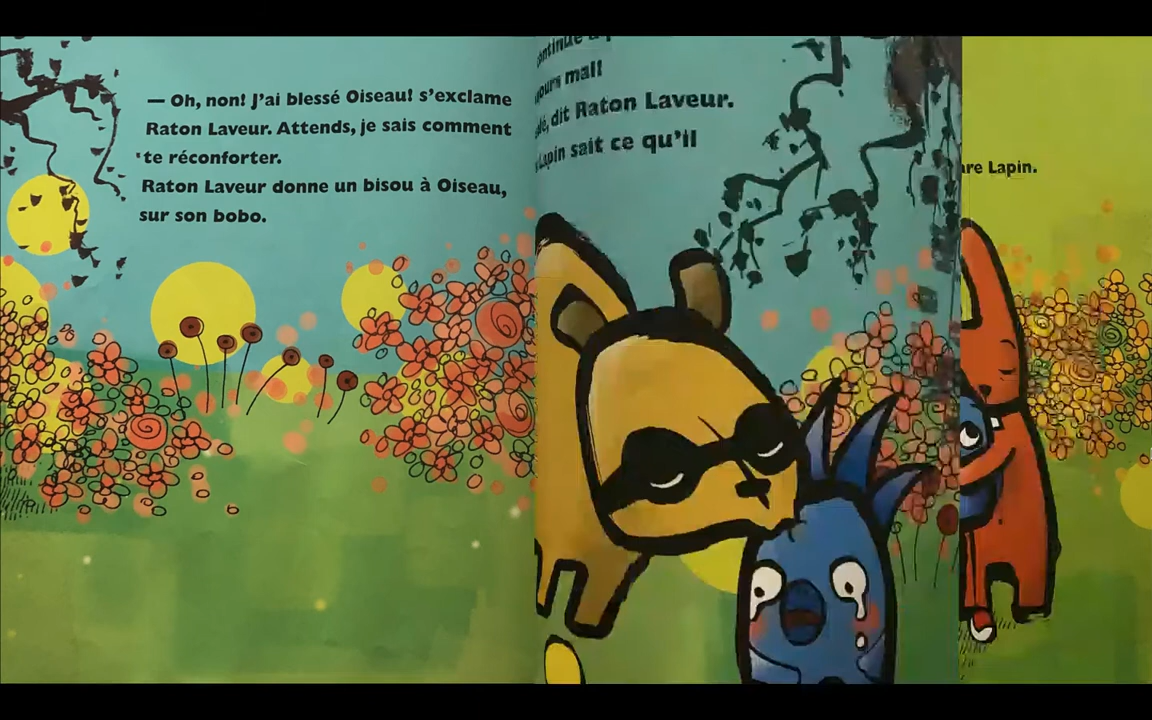 — Oh, non! J'ai blessé Oiseau! s'exclame
Raton Laveur. Attends, je sais comment
te réconforter.
Raton Laveur donne un bisou à Oiseau,
sur son bobo.
mal!
dit Raton Laveur.
Lapin sait ce qu'il
Lapin.